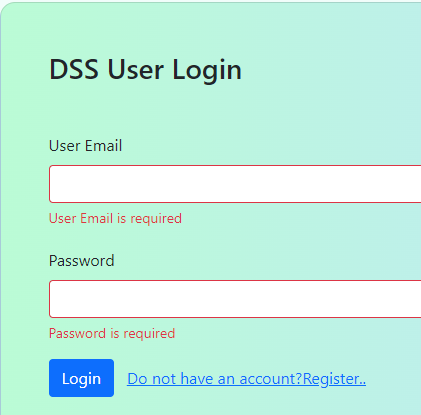 DSS User Login
User Email
User Email is required
Password
Password is required
Login Do not have an account?Register..